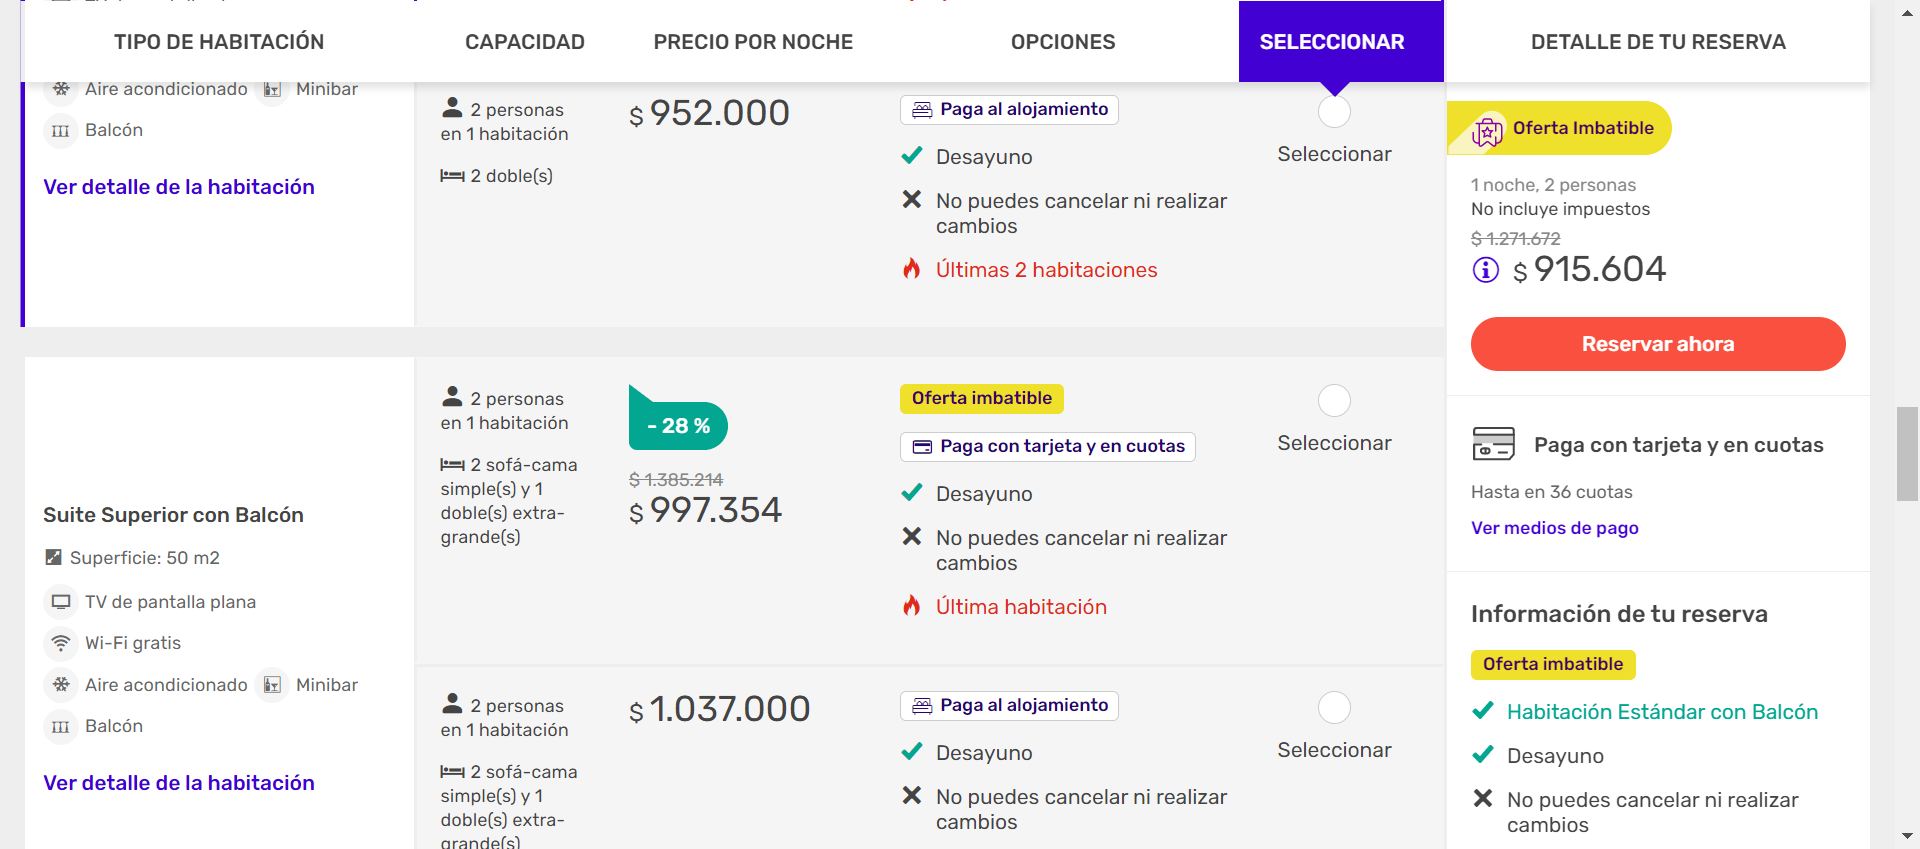 TIPO DE HABITACIÓN
CAPACIDAD
PRECIO POR NOCHE
OPCIONES
SELECCIONAR
DETALLE DE TU RESERVA
Aire acondicionado
Minibar
Balcón
Ver detalle de la habitación
2 personas
en 1 habitación
2 doble(s)
$ 952.000
Paga al alojamiento
Desayuno
No puedes cancelar ni realizar
cambios
Últimas 2 habitaciones
Seleccionar
Suite Superior con Balcón
Superficie: 50 m2
TV de pantalla plana
Wi-Fi gratis
Aire acondicionado
Minibar
Balcón
Ver detalle de la habitación
2 personas
en 1 habitación
2 sofá-cama
simple(s) y 1
doble(s) extra-
grande(s)
- 28 %
$ 1.385.214
$ 997.354
Oferta imbatible
Paga con tarjeta y en cuotas
Desayuno
No puedes cancelar ni realizar
cambios
Última habitación
Seleccionar
2 personas
en 1 habitación
2 sofá-cama
simple(s) y 1
doble(s) extra-
grande(s)
$ 1.037.000
Paga al alojamiento
Desayuno
No puedes cancelar ni realizar
cambios
Seleccionar
Oferta Imbatible
1 noche, 2 personas
No incluye impuestos
$ 1.271.672
$ 915.604
Reservar ahora
Paga con tarjeta y en cuotas
Hasta en 36 cuotas
Ver medios de pago
Información de tu reserva
Oferta imbatible
Habitación Estándar con Balcón
Desayuno
No puedes cancelar ni realizar
cambios